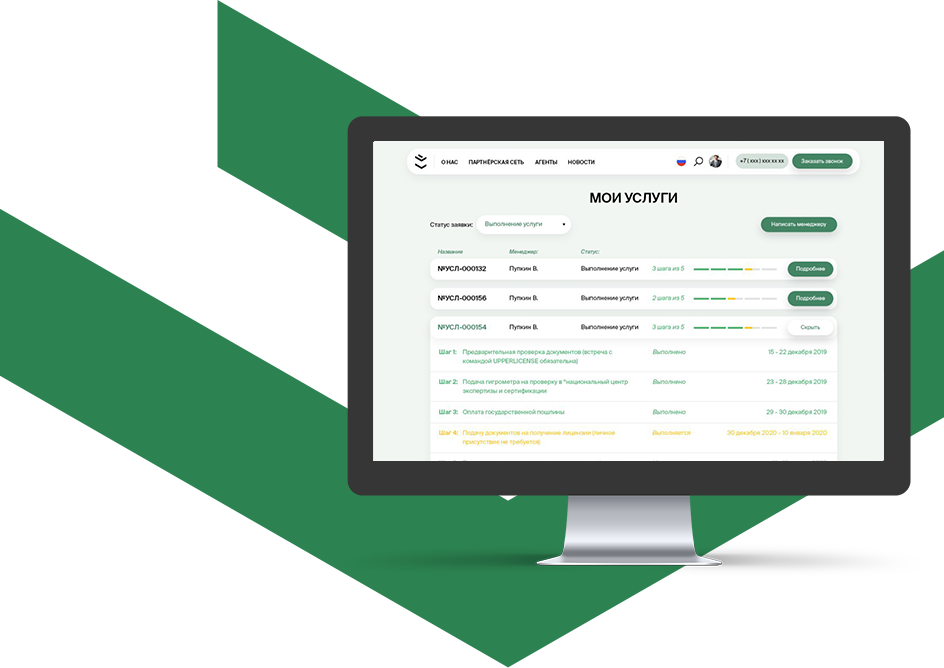 О НАС ПАРТНЁРСКАЯ СЕТЬ АГЕНТЫ НОВОСТИ +7 (xxx) xxx xx xx Заказать звонок
МОИ УСЛУГИ
Статус заявки: Выполнение услуги Написать менеджеру
Название Менеджер: Статус:
№УСЛ-000132 Пупкин В. Выполнение услуги 3 шага из 5 Подробнее
№УСЛ-000156 Пупкин В. Выполнение услуги 2 шага из 5 Подробнее
№УСЛ-000154 Пупкин В. Выполнение услуги 3 шага из 5 Скрыть
Шаг 1: Предварительная проверка документов (встреча с Выполнено 15 - 22 декабря 2019
командой UPPERLICENSE обязательна)
Шаг 2: Подача гигрометра на проверку в "национальный центр Выполнено 23 - 28 декабря 2019
экспертизы и сертификации
Шаг 3: Оплата государственной пошлины Выполнено 29 - 30 декабря 2019
Шаг 4: Подачу документов на получение лицензии (личное Выполняется 30 декабря 2020 - 10 января 2020
присутствие не требуется)